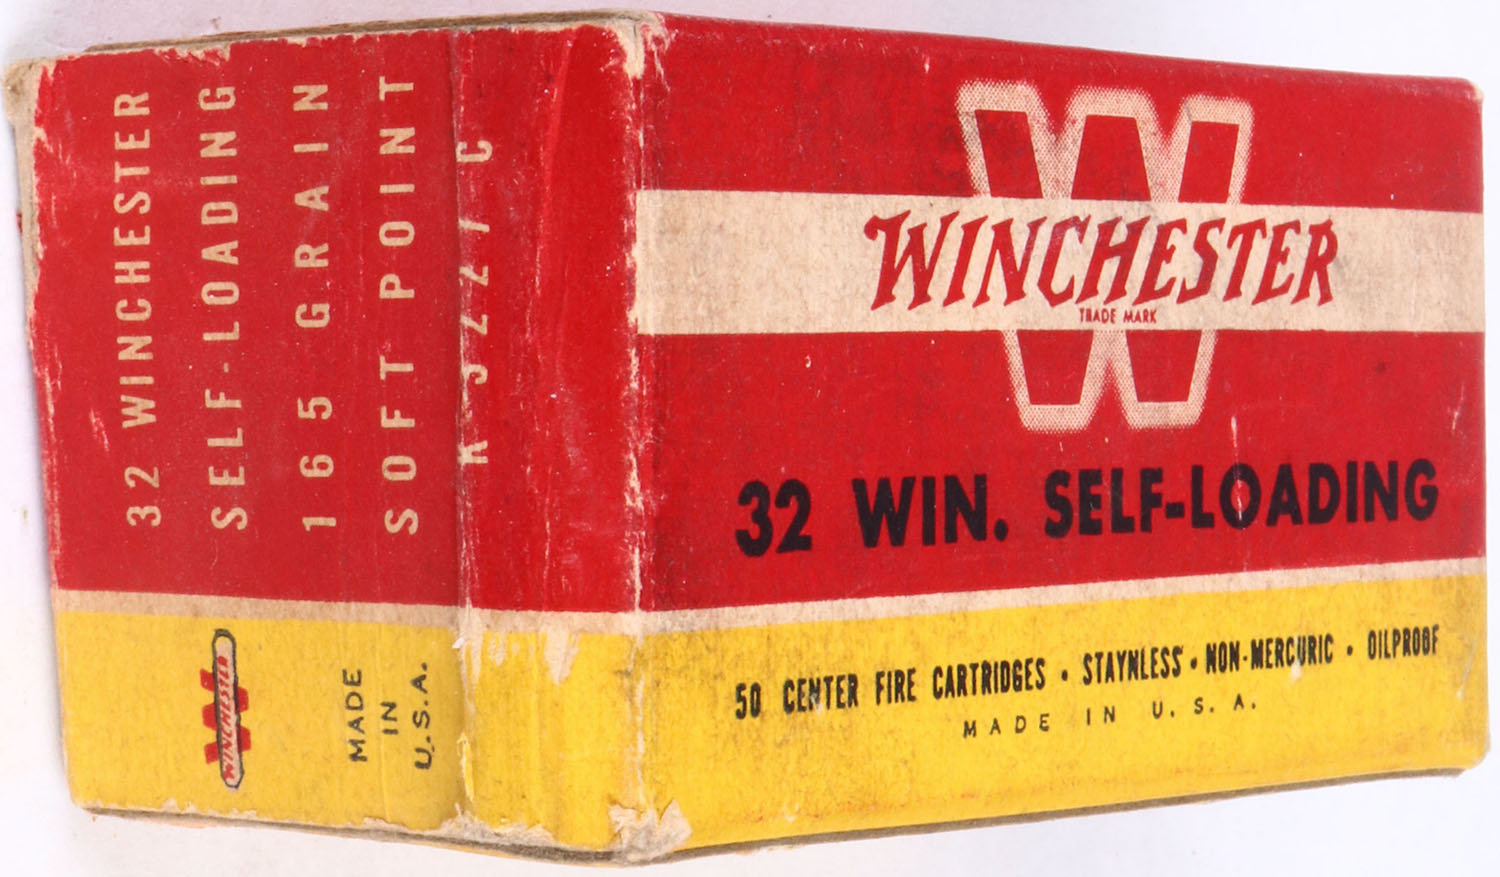 32 WINCHESTER
SELF-LOADING
165 GRAIN
SOFT POINT
WINCHESTER
MADE
IN
U.S.A.
W
WINCHESTER
TRADE MARK
32 WIN. SELF-LOADING
50 CENTER FIRE CARTRIDGES • STAYNLESS • NON-MERCURIC • OILPROOF
MADE IN U. S. A.